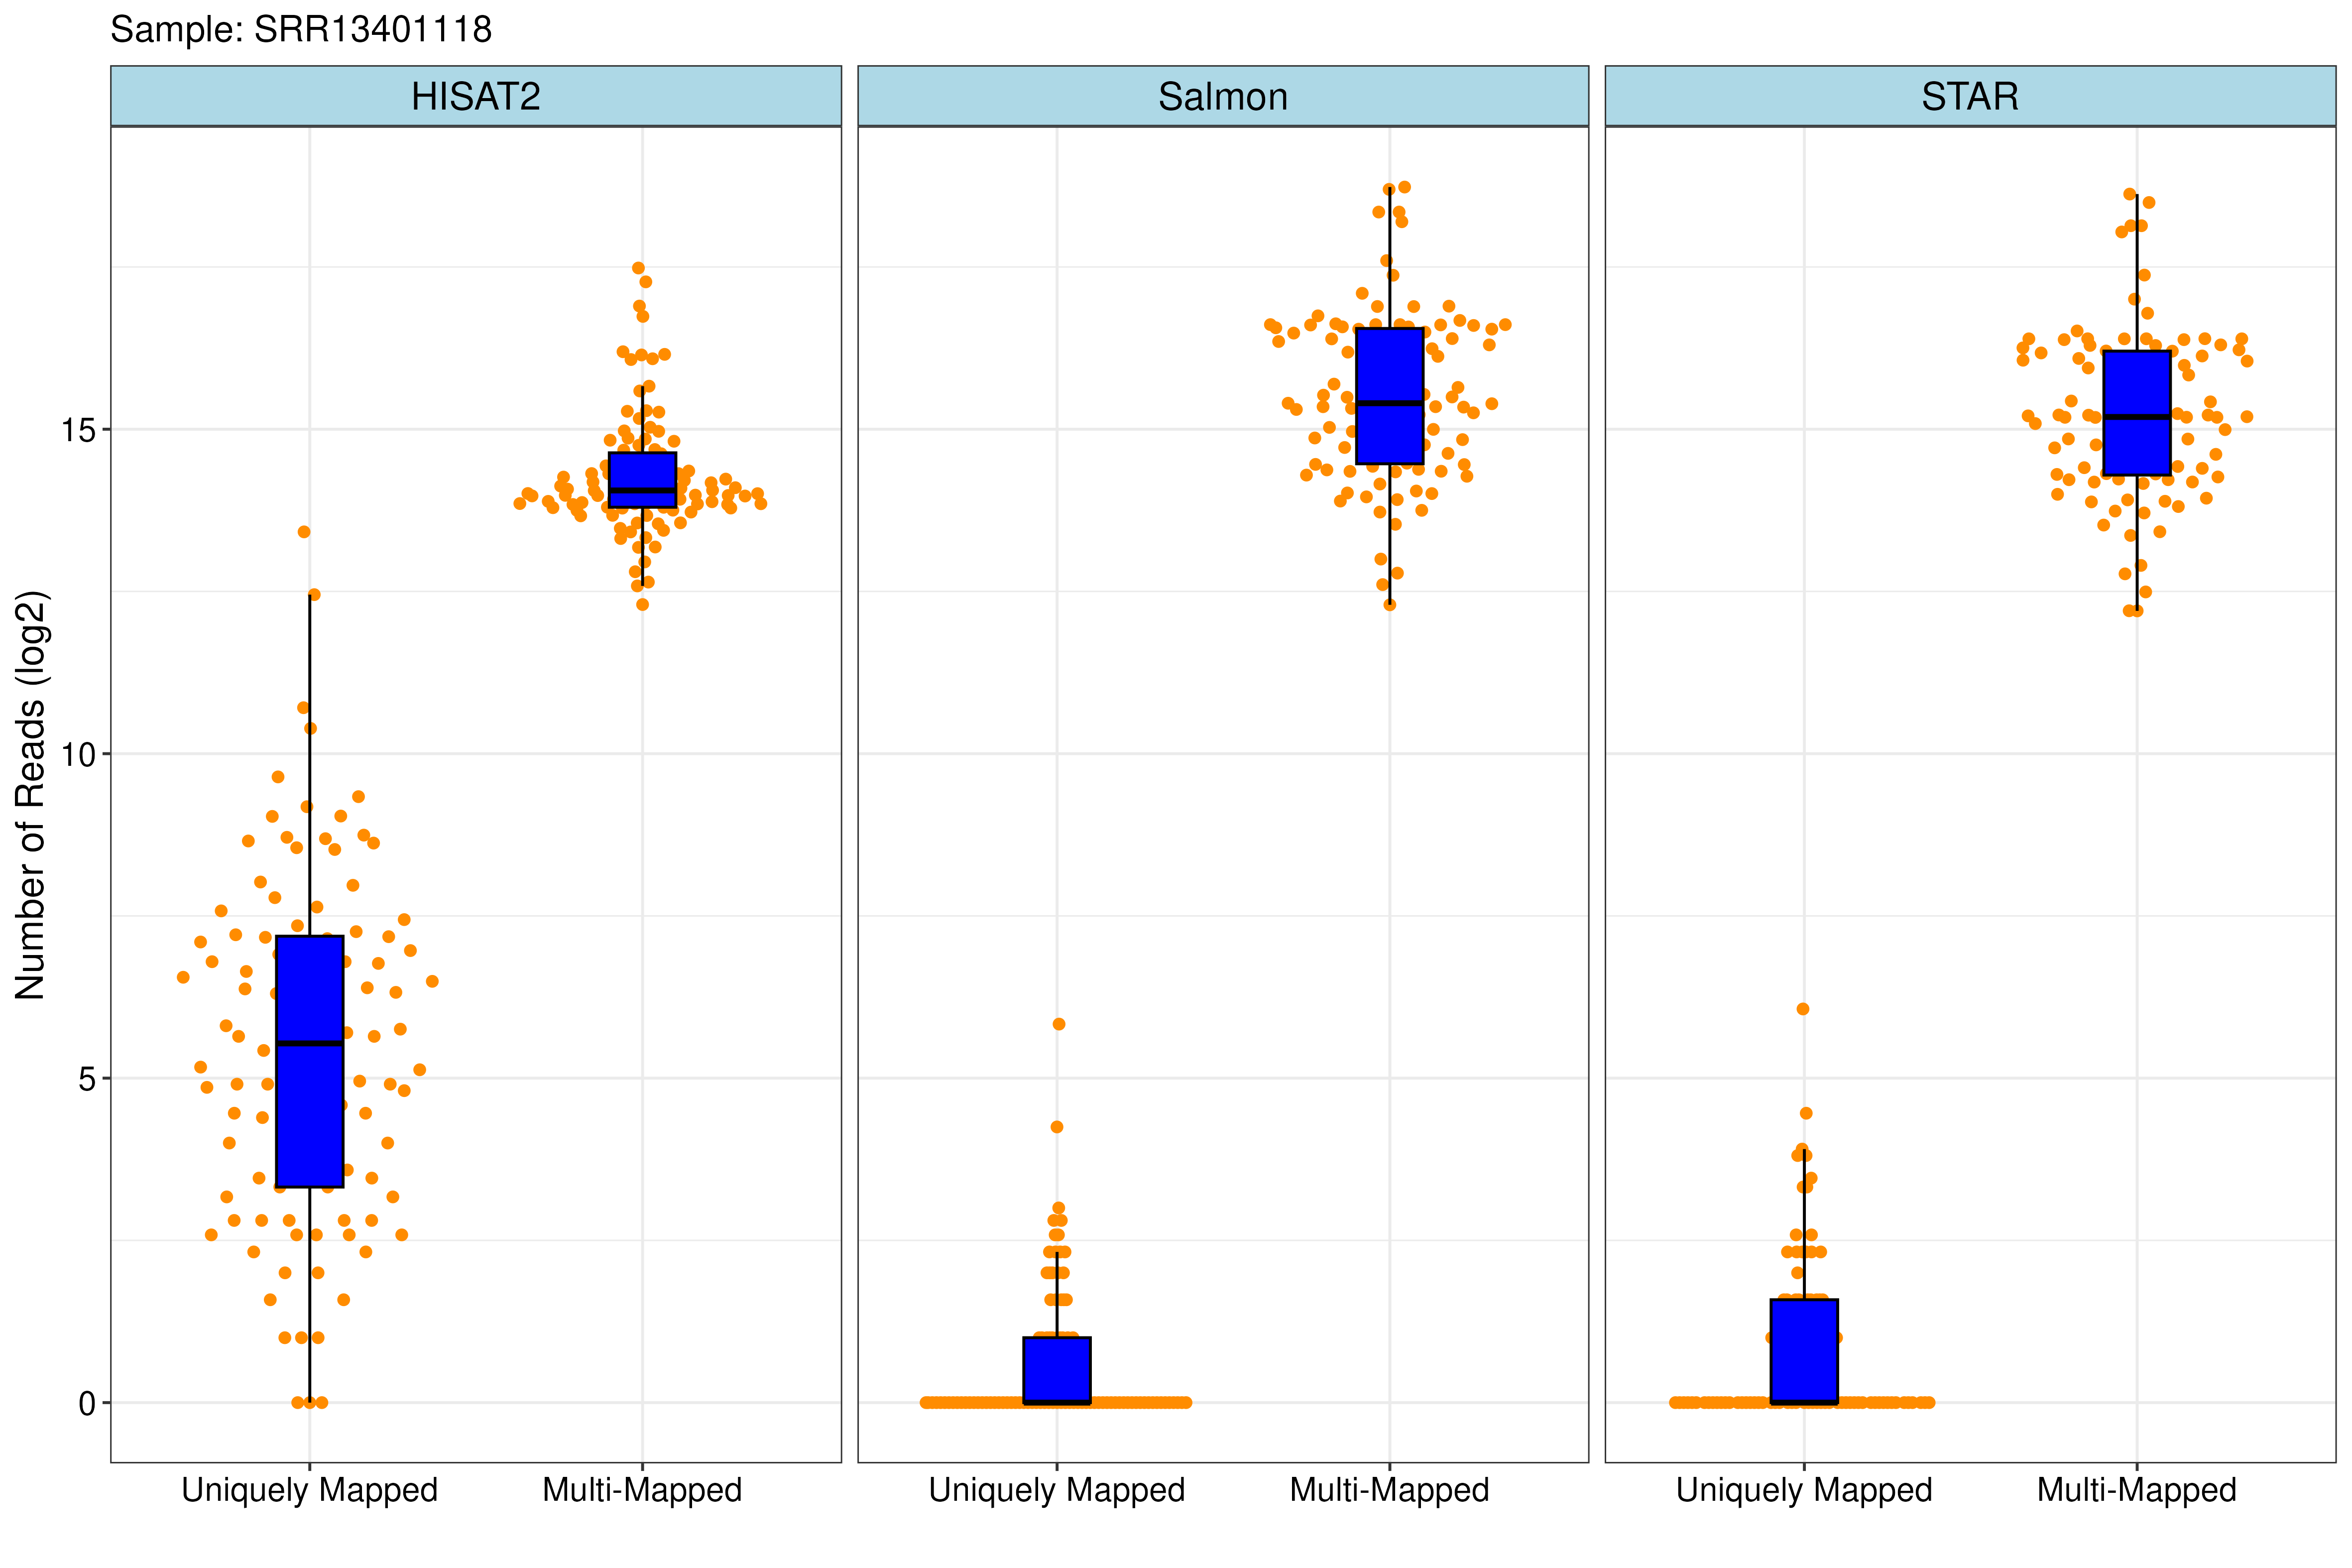 Sample: SRR13401118
HISAT2
Salmon
STAR
Number of Reads (log2)
15
10
5
0
Uniquely Mapped
Multi-Mapped
Uniquely Mapped
Multi-Mapped
Uniquely Mapped
Multi-Mapped